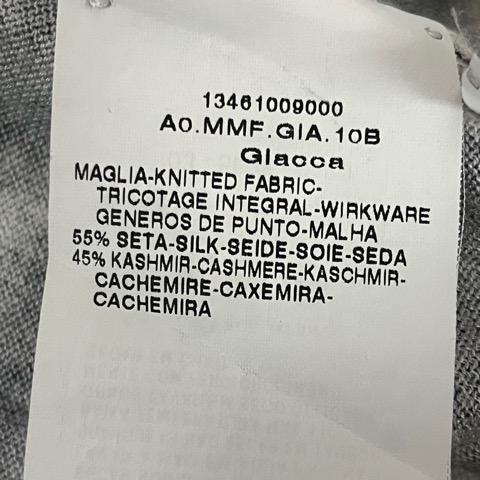 13461009000
A0.MMF.GIA.10B
Giacca
MAGLIA-KNITTED FABRIC-
TRICOTAGE INTEGRAL-WIRKWARE
GENEROS DE PUNTO-MALHA
55% SETA-SILK-SEIDE-SOIE-SEDA
45% KASHMIR-CASHMERE-KASCHMIR-
CACHEMIRE-CAXEMIRA-
CACHEMIRA